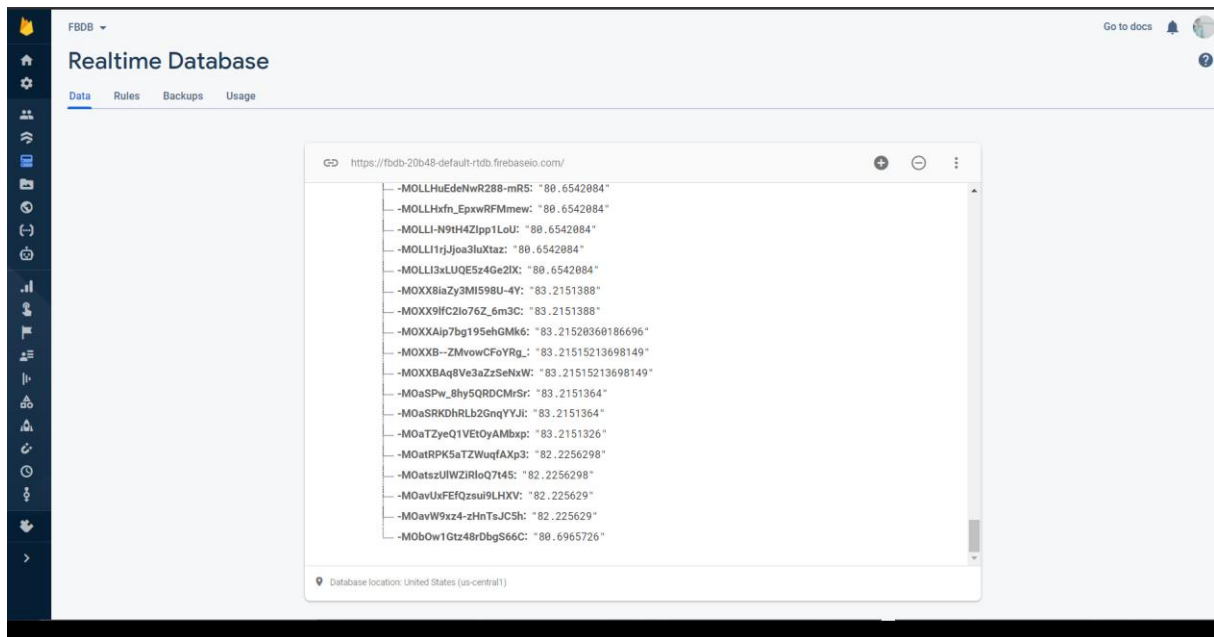 FBDB
Go to docs
Realtime Database
Data Rules Backups Usage
https://fbdb-20b48-default-rtdb.firebaseio.com/
-MOLLHuEdeNwR288-mR5: "80.6542084"
-MOLLHxfn_EpxwRFMmew: "80.6542084"
-MOLLI-N9tH4ZIpp1LoU: "80.6542084"
-MOLLI1rjJjoa3luXtaz: "80.6542084"
-MOLLI3xLUQE5z4Ge2lX: "80.6542084"
-MOXX8iaZy3MI598U-4Y: "83.2151388"
-MOXX9lfC2Io76Z_6m3C: "83.2151388"
-MOXXAip7bg195ehGMk6: "83.21520360186696"
-MOXXB--ZMvowCFoYRg_: "83.21515213698149"
-MOXXBAq8Ve3aZzSeNxW: "83.21515213698149"
-MOaSPw_8hy5QRDCMrSr: "83.2151364"
-MOaSRKDhRLb2GnqYYJi: "83.2151364"
-MOaTZyeQ1VEtOyAMbxp: "83.2151326"
-MOatRPK5aTZWuqfAXp3: "82.2256298"
-MOatszUlWZiRloQ7t45: "82.2256298"
-MOavUxFEfQzsui9LHXV: "82.225629"
-MOavW9xz4-zHnTsJC5h: "82.225629"
-MObOw1Gtz48rDbgS66C: "80.6965726"
Database location: United States (us-central1)